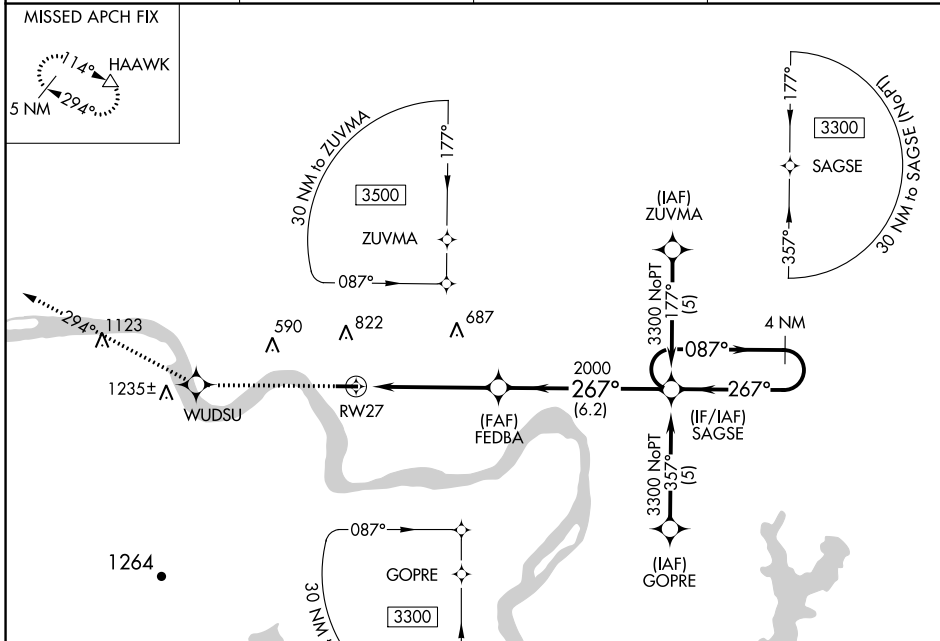 MISSED APCH FIX
114°
HAAWK
5 NM
294°
30 NM to ZUVMA
177°
3500
ZUVMA
087°
177°
3300
SAGSE
357°
30 NM to SAGSE (NoPT)
(IAF)
ZUVMA
3300 NoPT
177°
(5)
294°
1123
590
822
687
4 NM
087°
1235±
WUDSU
RW27
2000
267°
(6.2)
267°
(FAF)
FEDBA
(IF/IAF)
SAGSE
3300 NoPT
357°
(5)
087°
1264
GOPRE
(IAF)
GOPRE
3300
30 NM